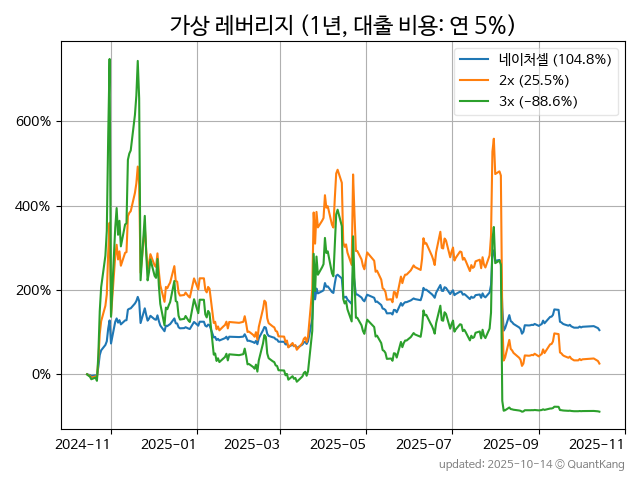 가상 레버리지 (1년, 대출 비용: 연 5%)
네이처셀 (104.8%)
2x (25.5%)
3x (−88.6%)
600%
400%
200%
0%
2024-11 2025-01 2025-03 2025-05 2025-07 2025-09 2025-11
updated: 2025-10-14 © QuantKang